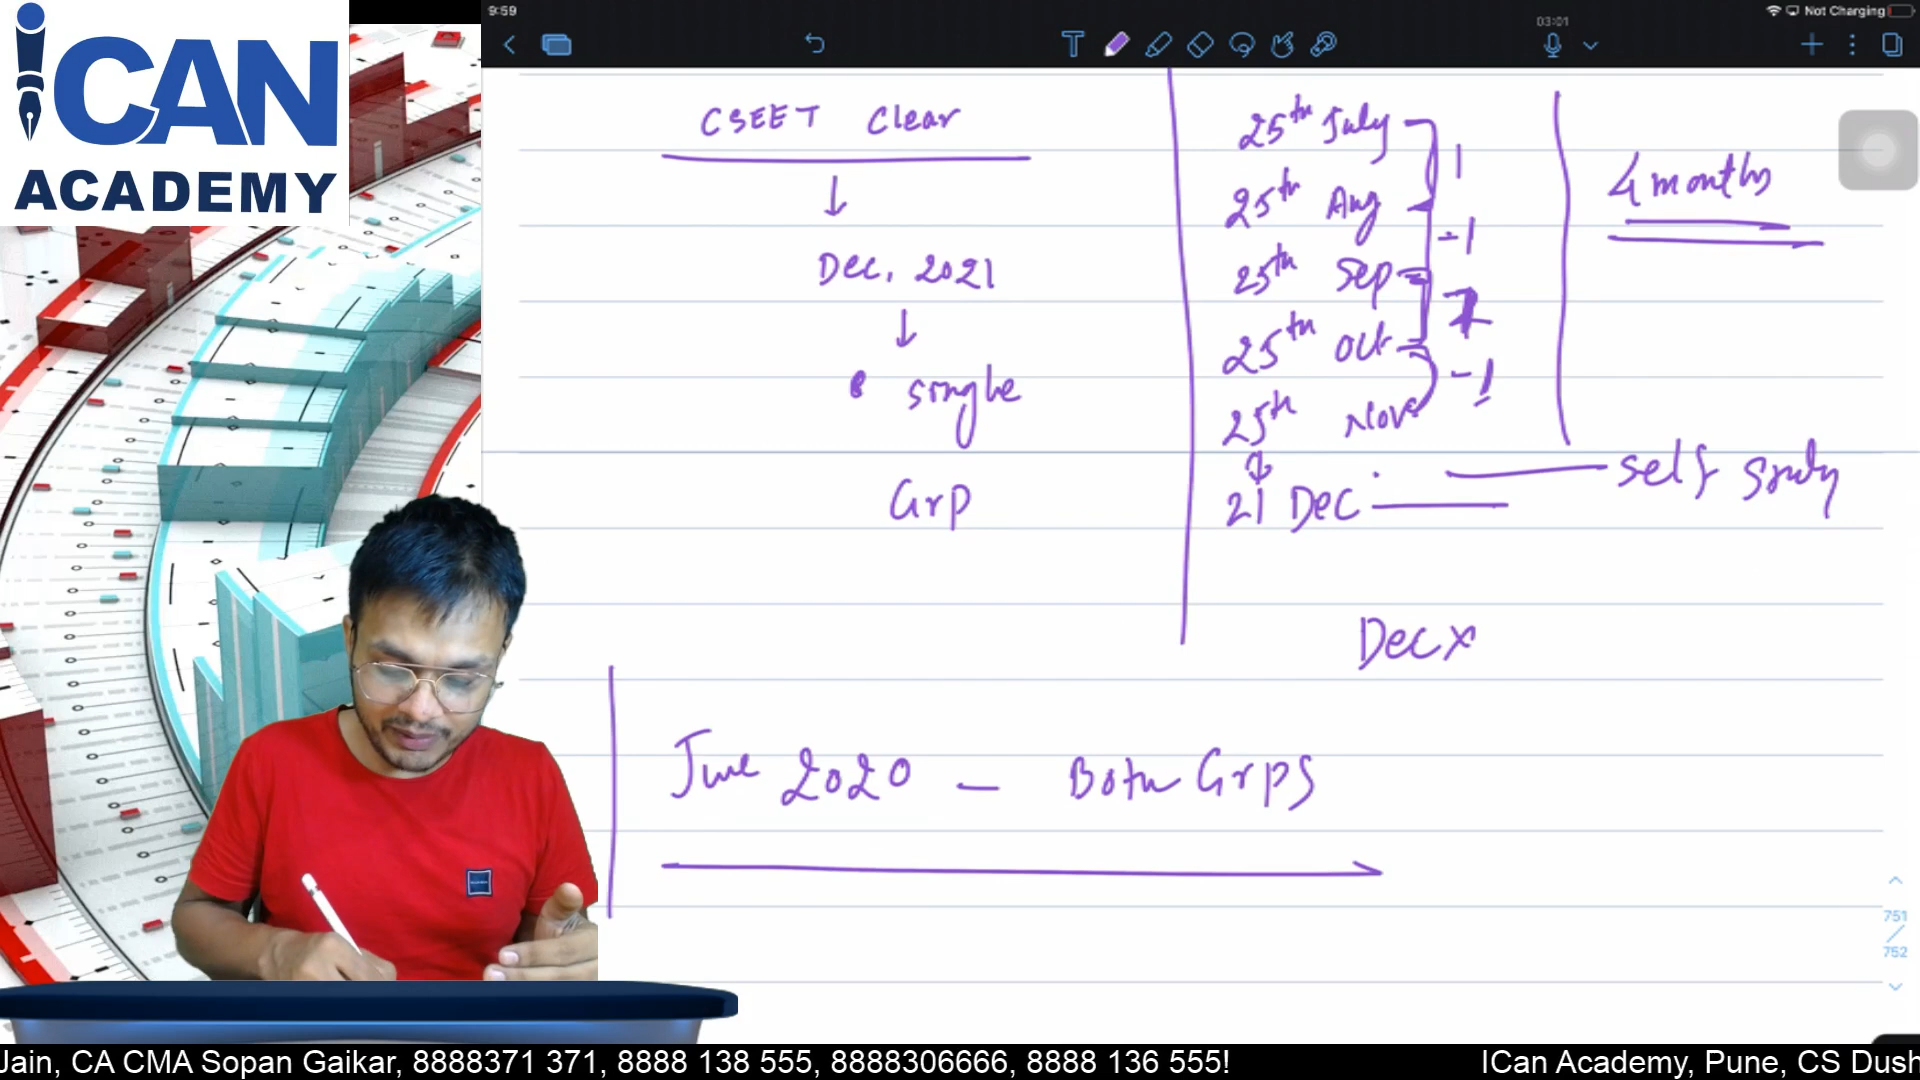 iCAN
ACADEMY
9:59
03:01
Not Charging
CSEET Clear
Dec. 2021
single
Grp
25th July
25th Aug
25th Sep
25th Oct
25th Nov
21 Dec
1
-1
1
-1
4 months
self study
Dec x
June 2020 - Both Grps
751
752
Jain, CA CMA Sopan Gaikar, 8888371 371, 8888 138 555, 8888306666, 8888 136 555!
ICan Academy, Pune, CS Dush